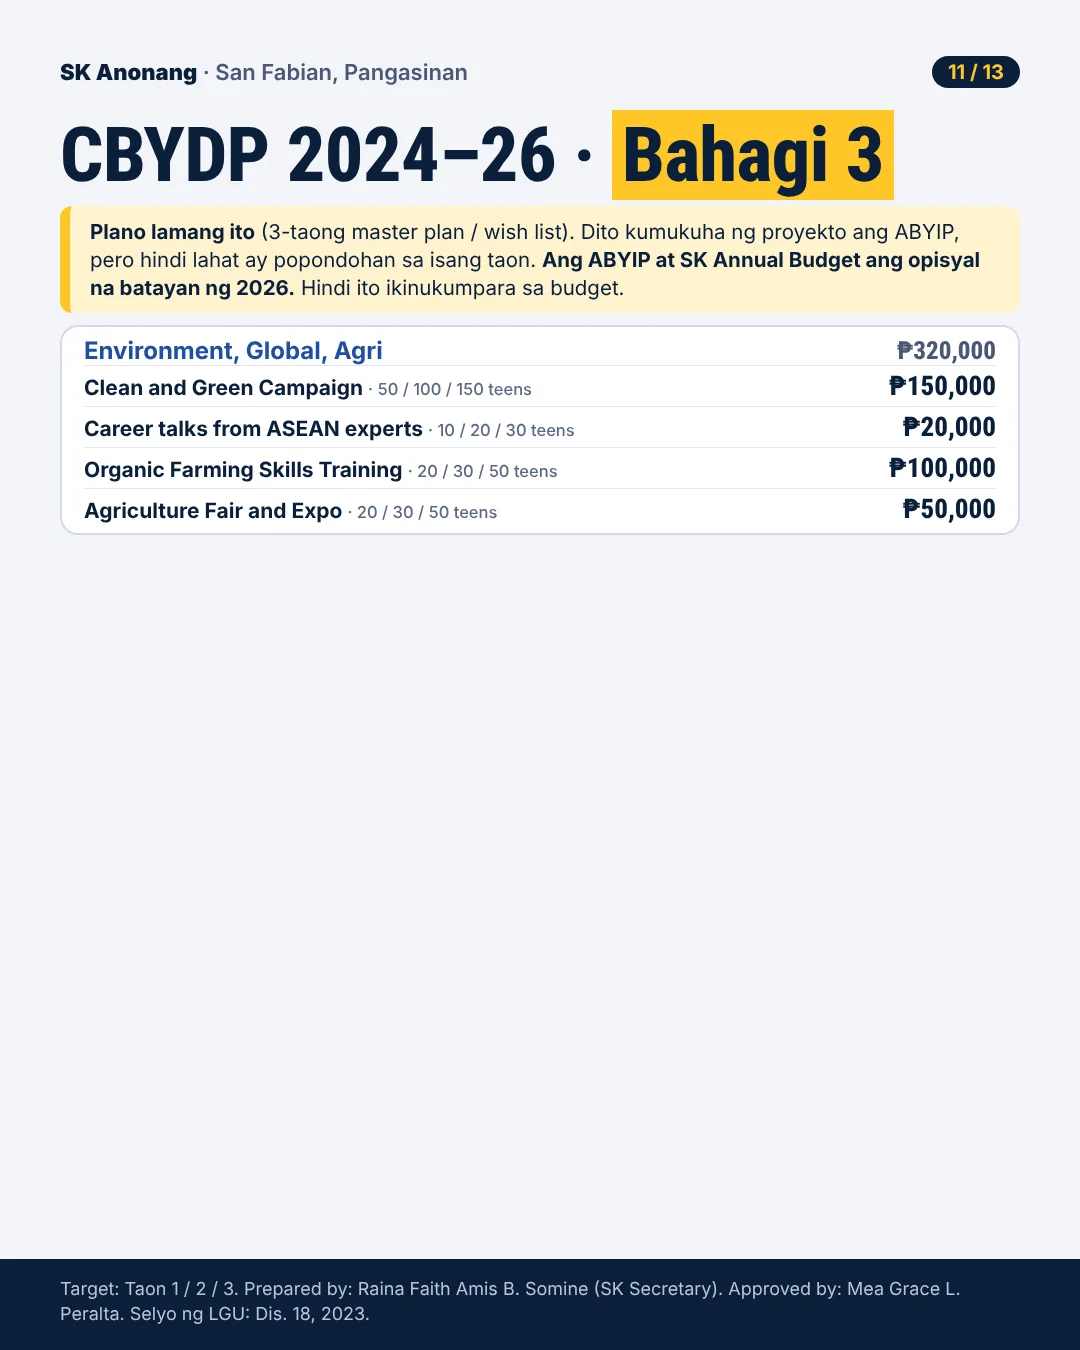 SK Anonang · San Fabian, Pangasinan
11 / 13
CBYDP 2024–26 · Bahagi 3
Plano lamang ito (3-taong master plan / wish list). Dito kumukuha ng proyekto ang ABYIP,
pero hindi lahat ay popondohan sa isang taon. Ang ABYIP at SK Annual Budget ang opisyal
na batayan ng 2026. Hindi ito ikinukumpara sa budget.
Environment, Global, Agri ₱320,000
Clean and Green Campaign · 50 / 100 / 150 teens ₱150,000
Career talks from ASEAN experts · 10 / 20 / 30 teens ₱20,000
Organic Farming Skills Training · 20 / 30 / 50 teens ₱100,000
Agriculture Fair and Expo · 20 / 30 / 50 teens ₱50,000
Target: Taon 1 / 2 / 3. Prepared by: Raina Faith Amis B. Somine (SK Secretary). Approved by: Mea Grace L.
Peralta. Selyo ng LGU: Dis. 18, 2023.